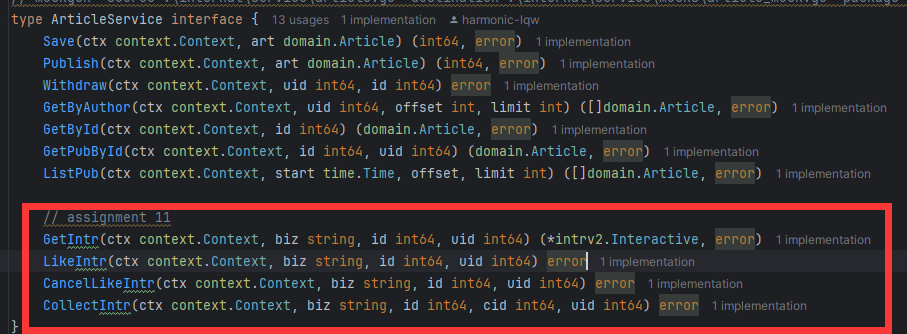 type ArticleService interface { 13 usages 1 implementation harmonic-lqw
Save(ctx context.Context, art domain.Article) (int64, error) 1 implementation
Publish(ctx context.Context, art domain.Article) (int64, error) 1 implementation
Withdraw(ctx context.Context, uid int64, id int64) error 1 implementation
GetByAuthor(ctx context.Context, uid int64, offset int, limit int) ([]domain.Article, error) 1 implementation
GetById(ctx context.Context, id int64) (domain.Article, error) 1 implementation
GetPubById(ctx context.Context, id int64, uid int64) (domain.Article, error) 1 implementation
ListPub(ctx context.Context, start time.Time, offset, limit int) ([]domain.Article, error) 1 implementation
// assignment 11
GetIntr(ctx context.Context, biz string, id int64, uid int64) (*intrv2.Interactive, error) 1 implementation
LikeIntr(ctx context.Context, biz string, id int64, uid int64) error 1 implementation
CancelLikeIntr(ctx context.Context, biz string, id int64, uid int64) error 1 implementation
CollectIntr(ctx context.Context, biz string, id int64, cid int64, uid int64) error 1 implementation
}